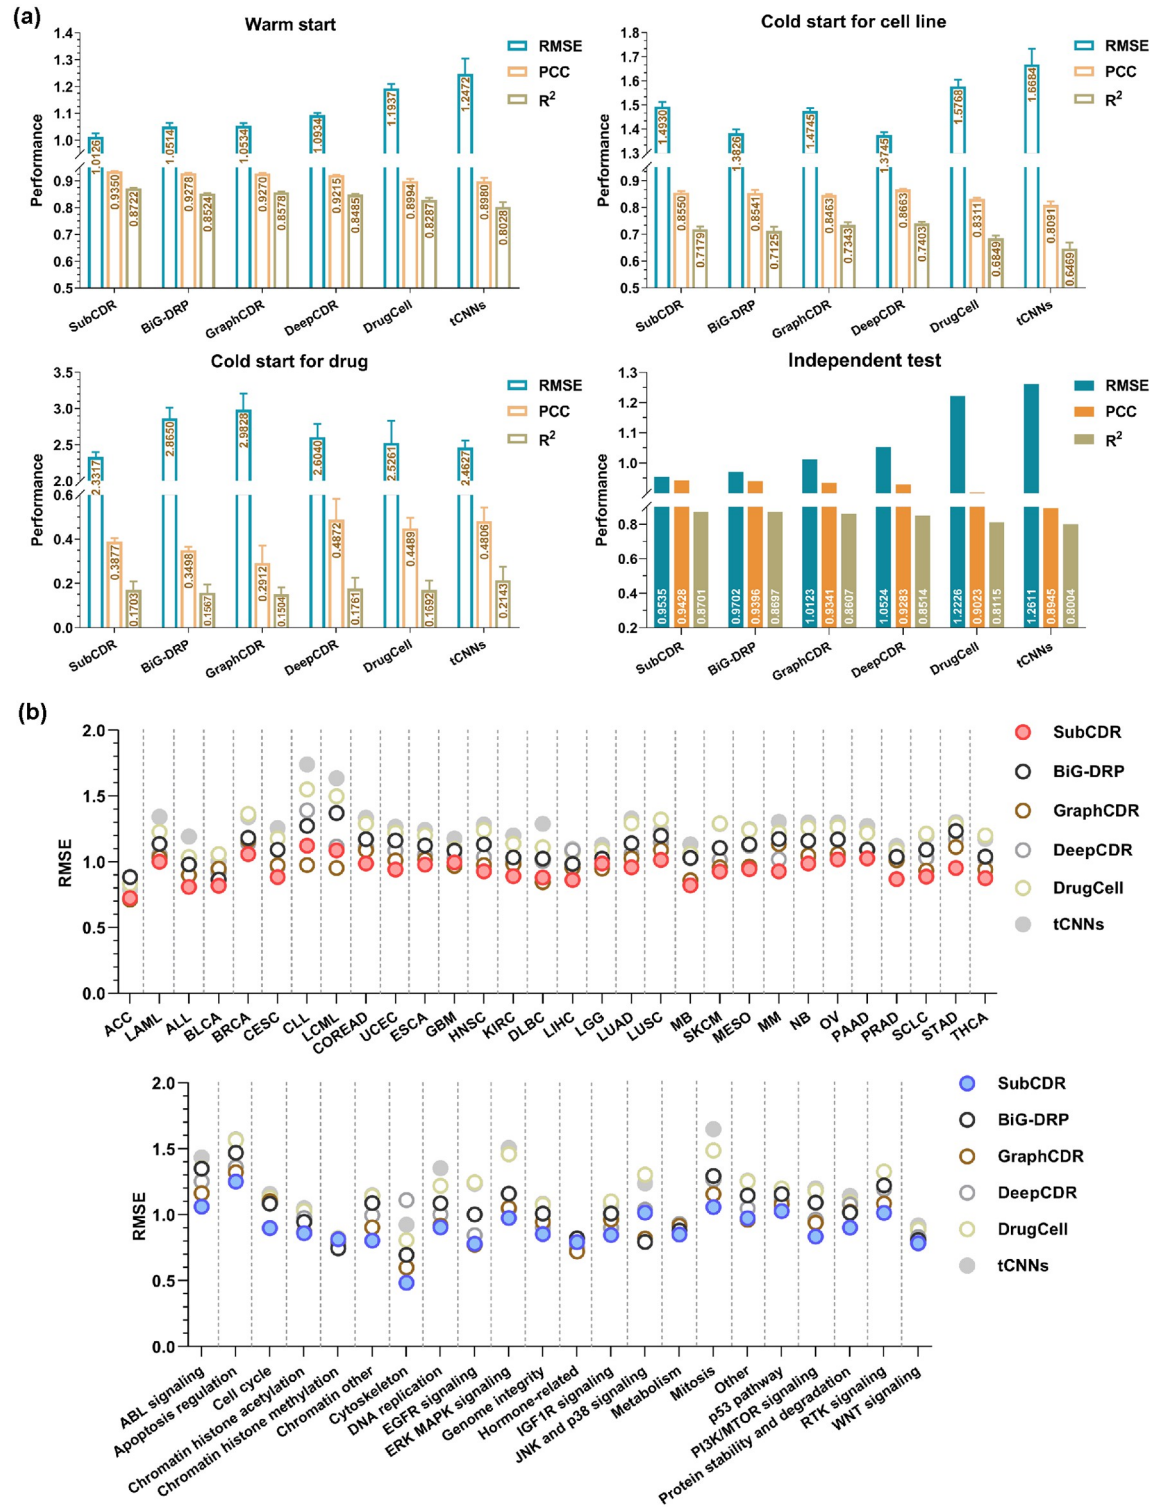 (a)
Warm start
Performance
1.4
1.3
1.2
1.1
1.0
0.9
0.8
0.7
0.6
0.5
1.0126
0.9350
0.8722
1.0514
0.9278
0.8524
1.0534
0.9270
0.8578
1.0934
0.9215
0.8485
1.1937
0.8994
0.8287
1.2472
0.8980
0.8028
SubCDR
BiG-DRP
GraphCDR
DeepCDR
DrugCell
tCNNs
RMSE
PCC
R²
Cold start for cell line
Performance
1.8
1.7
1.6
1.5
1.4
1.3
0.9
0.8
0.7
0.6
0.5
1.4930
0.8550
0.7179
1.3826
0.8541
0.7125
1.4745
0.8463
0.7343
1.3745
0.8663
0.7403
1.5768
0.8311
0.6849
1.6684
0.8091
0.6469
SubCDR
BiG-DRP
GraphCDR
DeepCDR
DrugCell
tCNNs
RMSE
PCC
R²
Cold start for drug
Performance
3.5
3.0
2.5
2.0
0.6
0.4
0.2
0.0
2.3317
0.3877
0.1703
2.8650
0.3498
0.1567
2.9828
0.2912
0.1504
2.6040
0.4872
0.1761
2.5261
0.4489
0.1692
2.4627
0.4806
0.2143
SubCDR
BiG-DRP
GraphCDR
DeepCDR
DrugCell
tCNNs
RMSE
PCC
R²
Independent test
Performance
1.3
1.2
1.1
1.0
0.8
0.6
0.4
0.2
0.9535
0.9428
0.8701
0.9702
0.9396
0.8697
1.0123
0.9341
0.8607
1.0524
0.9283
0.8514
1.2226
0.9023
0.8115
1.2611
0.8945
0.8004
SubCDR
BiG-DRP
GraphCDR
DeepCDR
DrugCell
tCNNs
RMSE
PCC
R²
(b)
RMSE
2.0
1.5
1.0
0.5
0.0
ACC
LAML
ALL
BLCA
BRCA
CESC
CLL
LCML
COREAD
UCEC
ESCA
GBM
HNSC
KIRC
DLBC
LIHC
LGG
LUAD
LUSC
MB
SKCM
MESO
MM
NB
OV
PAAD
PRAD
SCLC
STAD
THCA
SubCDR
BiG-DRP
GraphCDR
DeepCDR
DrugCell
tCNNs
RMSE
2.0
1.5
1.0
0.5
0.0
ABL signaling
Apoptosis regulation
Cell cycle
Chromatin histone acetylation
Chromatin histone methylation
Chromatin other
Cytoskeleton
DNA replication
EGFR signaling
ERK MAPK signaling
Genome integrity
Hormone-related
IGF1R signaling
JNK and p38 signaling
Metabolism
Mitosis
Other
p53 pathway
PI3K/MTOR signaling
Protein stability and degradation
RTK signaling
WNT signaling
SubCDR
BiG-DRP
GraphCDR
DeepCDR
DrugCell
tCNNs